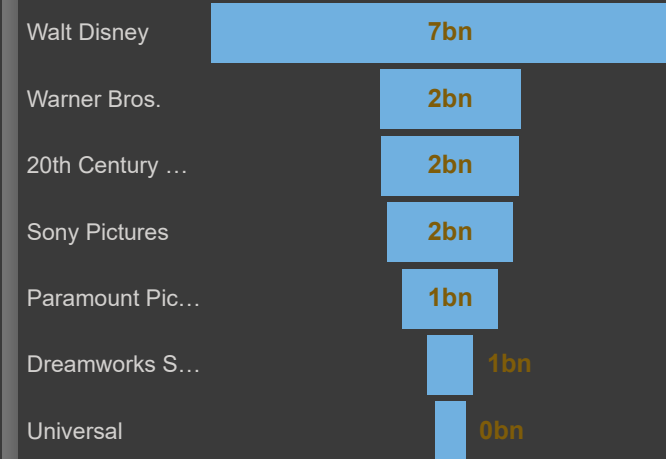 Walt Disney 7bn
Warner Bros. 2bn
20th Century … 2bn
Sony Pictures 2bn
Paramount Pic… 1bn
Dreamworks S… 1bn
Universal 0bn